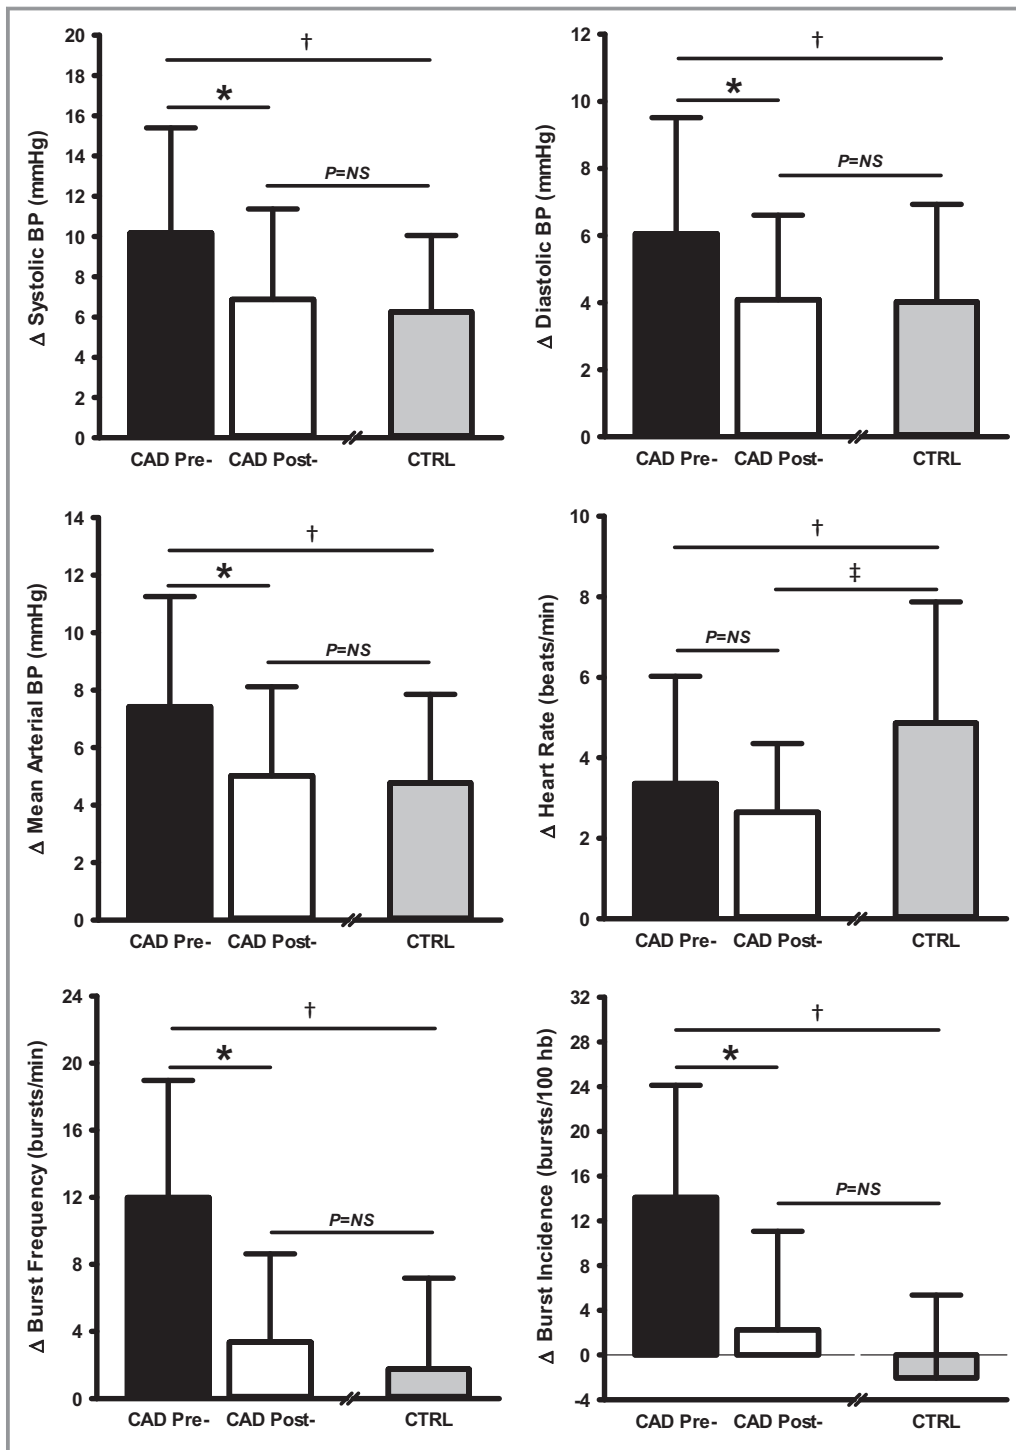 Δ Systolic BP (mmHg)
20
18
16
14
12
10
8
6
4
2
0
†
*
P=NS
CAD Pre-
CAD Post-
CTRL
Δ Diastolic BP (mmHg)
12
10
8
6
4
2
0
†
*
P=NS
CAD Pre-
CAD Post-
CTRL
Δ Mean Arterial BP (mmHg)
14
12
10
8
6
4
2
0
†
*
P=NS
CAD Pre-
CAD Post-
CTRL
Δ Heart Rate (beats/min)
10
8
6
4
2
0
†
‡
P=NS
CAD Pre-
CAD Post-
CTRL
Δ Burst Frequency (bursts/min)
24
20
16
12
8
4
0
†
*
P=NS
CAD Pre-
CAD Post-
CTRL
Δ Burst Incidence (bursts/100 hb)
32
28
24
20
16
12
8
4
0
-4
†
*
P=NS
CAD Pre-
CAD Post-
CTRL